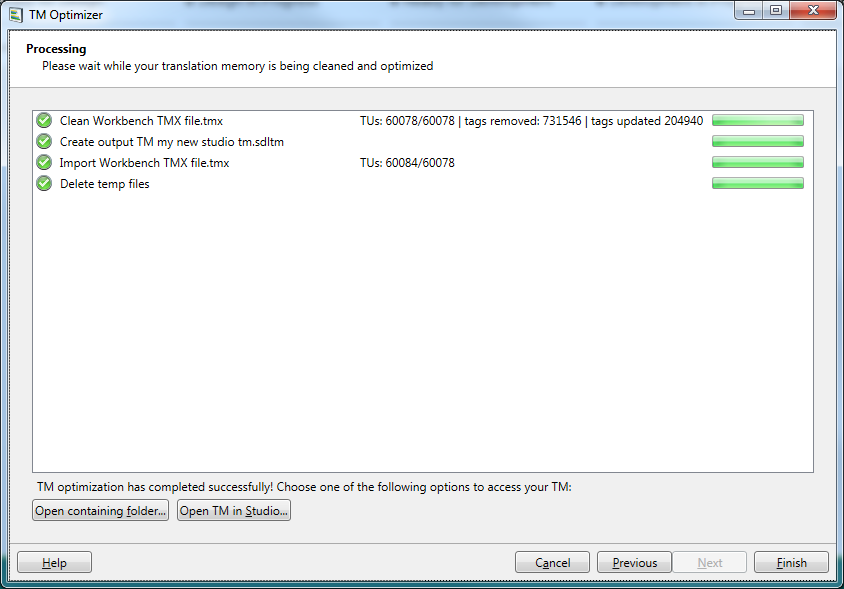 TM Optimizer
Processing
Please wait while your translation memory is being cleaned and optimized
Clean Workbench TMX file.tmx TUs: 60078/60078 | tags removed: 731546 | tags updated 204940
Create output TM my new studio tm.sdltm
Import Workbench TMX file.tmx TUs: 60084/60078
Delete temp files
TM optimization has completed successfully! Choose one of the following options to access your TM:
Open containing folder... Open TM in Studio...
Help Cancel Previous Next Finish